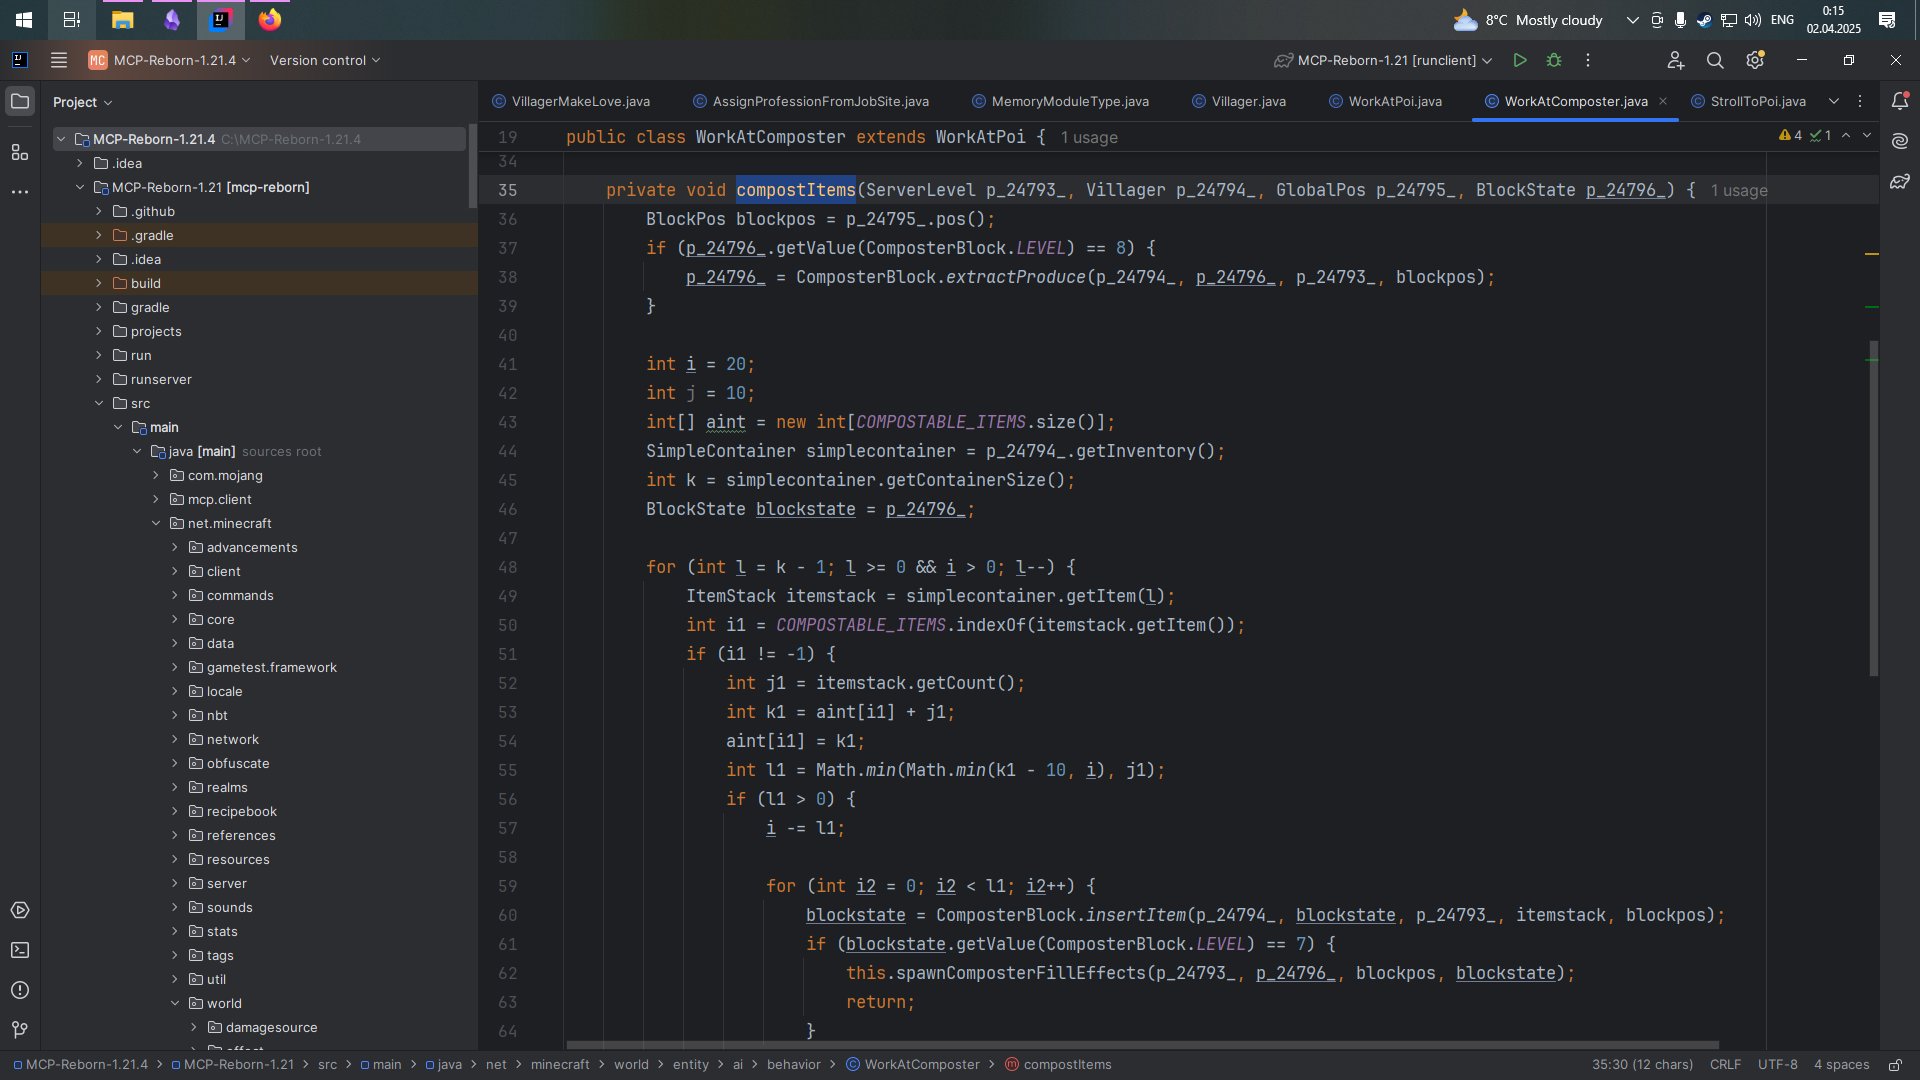 8°C Mostly cloudy
ENG
0:15
02.04.2025
MC MCP-Reborn-1.21.4
Version control
MCP-Reborn-1.21 [runclient]
Project
VillagerMakeLove.java
AssignProfessionFromJobSite.java
MemoryModuleType.java
Villager.java
WorkAtPoi.java
WorkAtComposter.java
StrollToPoi.java
MCP-Reborn-1.21.4 C:\MCP-Reborn-1.21.4
.idea
MCP-Reborn-1.21 [mcp-reborn]
.github
.gradle
.idea
build
gradle
projects
run
runserver
src
main
java [main] sources root
com.mojang
mcp.client
net.minecraft
advancements
client
commands
core
data
gametest.framework
locale
nbt
network
obfuscate
realms
recipebook
references
resources
server
sounds
stats
tags
util
world
damagesource
19 public class WorkAtComposter extends WorkAtPoi { 1 usage
4 1
34
35 private void compostItems(ServerLevel p_24793_, Villager p_24794_, GlobalPos p_24795_, BlockState p_24796_) { 1 usage
36 BlockPos blockpos = p_24795_.pos();
37 if (p_24796_.getValue(ComposterBlock.LEVEL) == 8) {
38 p_24796_ = ComposterBlock.extractProduce(p_24794_, p_24796_, p_24793_, blockpos);
39 }
40
41 int i = 20;
42 int j = 10;
43 int[] aint = new int[COMPOSTABLE_ITEMS.size()];
44 SimpleContainer simplecontainer = p_24794_.getInventory();
45 int k = simplecontainer.getContainerSize();
46 BlockState blockstate = p_24796_;
47
48 for (int l = k - 1; l >= 0 && i > 0; l--) {
49 ItemStack itemstack = simplecontainer.getItem(l);
50 int i1 = COMPOSTABLE_ITEMS.indexOf(itemstack.getItem());
51 if (i1 != -1) {
52 int j1 = itemstack.getCount();
53 int k1 = aint[i1] + j1;
54 aint[i1] = k1;
55 int l1 = Math.min(Math.min(k1 - 10, i), j1);
56 if (l1 > 0) {
57 i -= l1;
58
59 for (int i2 = 0; i2 < l1; i2++) {
60 blockstate = ComposterBlock.insertItem(p_24794_, blockstate, p_24793_, itemstack, blockpos);
61 if (blockstate.getValue(ComposterBlock.LEVEL) == 7) {
62 this.spawnComposterFillEffects(p_24793_, p_24796_, blockpos, blockstate);
63 return;
64 }
MCP-Reborn-1.21.4 > MCP-Reborn-1.21 > src > main > java > net > minecraft > world > entity > ai > behavior > WorkAtComposter > compostItems
35:30 (12 chars) CRLF UTF-8 4 spaces